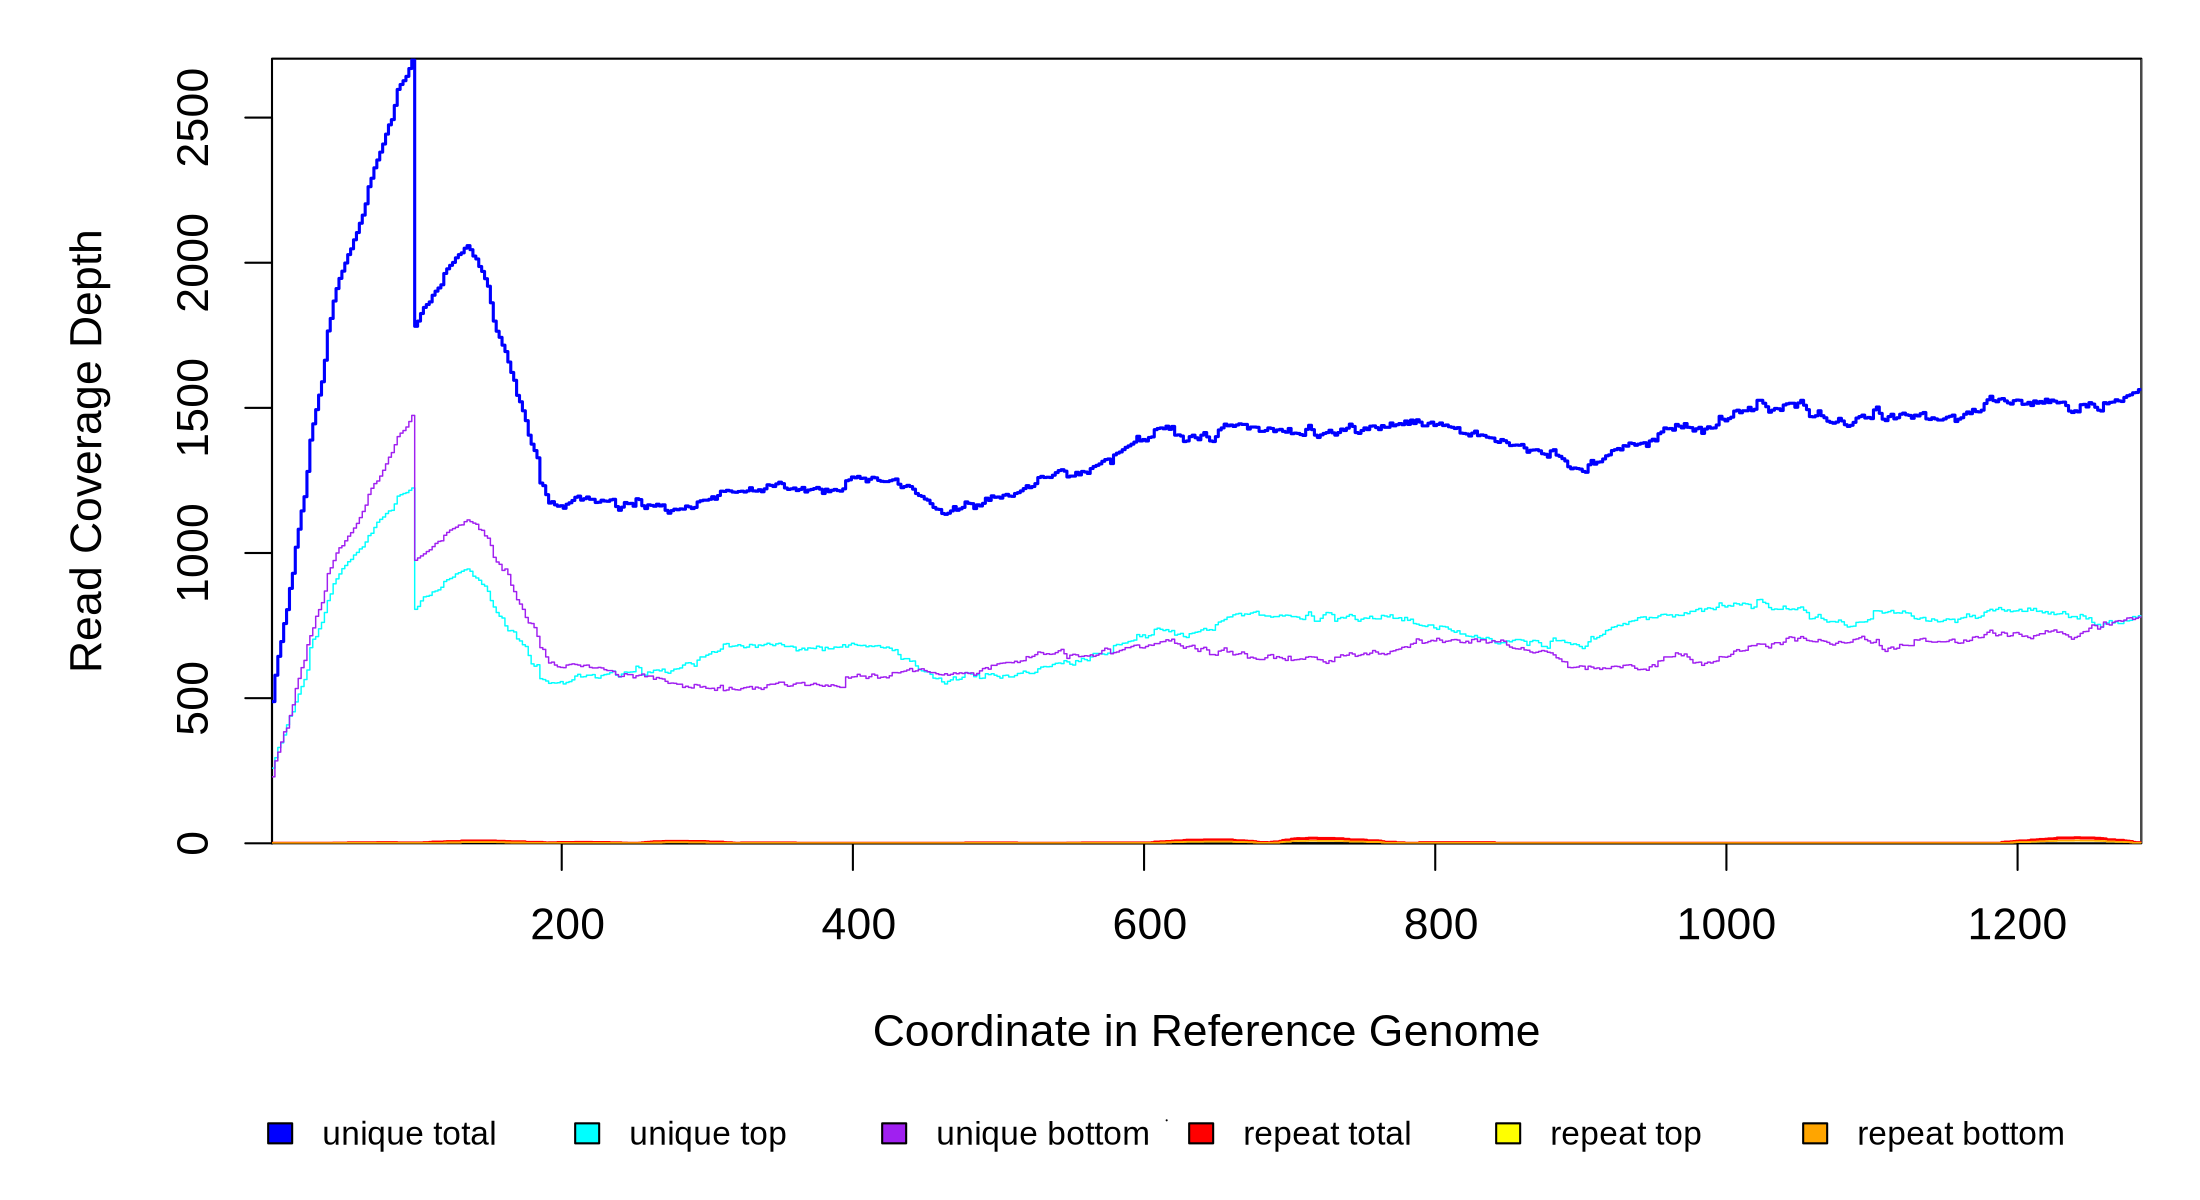 Read Coverage Depth
2500
2000
1500
1000
500
0
200 400 600 800 1000 1200
Coordinate in Reference Genome
unique total unique top unique bottom repeat total repeat top repeat bottom